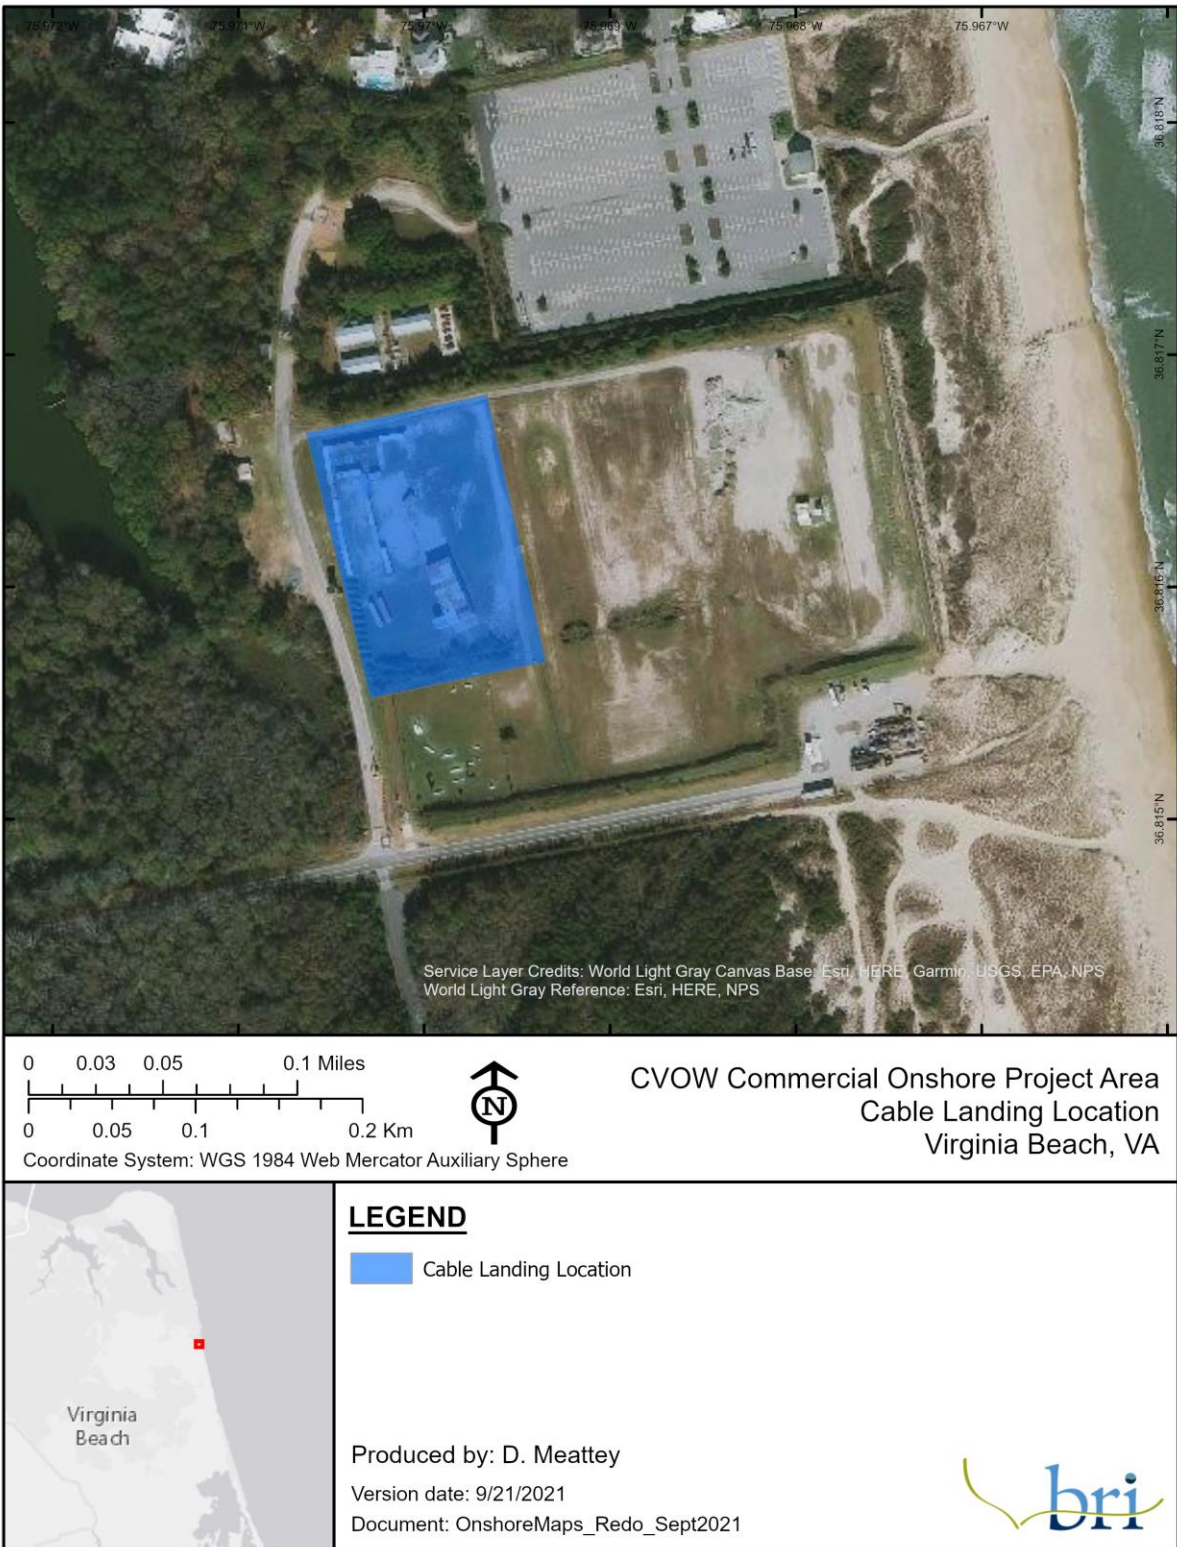 75.972°W 75.971°W 75.97°W 75.969°W 75.968°W 75.967°W
36.818°N
36.817°N
36.816°N
36.815°N
Service Layer Credits: World Light Gray Canvas Base: Esri, HERE, Garmin, USGS, EPA, NPS
World Light Gray Reference: Esri, HERE, NPS
0 0.03 0.05 0.1 Miles
0 0.05 0.1 0.2 Km
Coordinate System: WGS 1984 Web Mercator Auxiliary Sphere
N
CVOW Commercial Onshore Project Area
Cable Landing Location
Virginia Beach, VA
Virginia
Beach
LEGEND
Cable Landing Location
Produced by: D. Meattey
Version date: 9/21/2021
Document: OnshoreMaps_Redo_Sept2021
bri